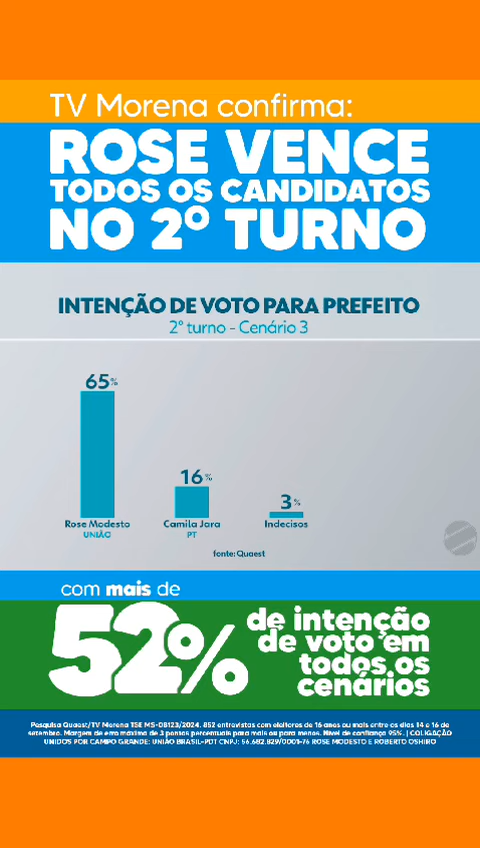 TV Morena confirma:
ROSE VENCE
TODOS OS CANDIDATOS
NO 2º TURNO
INTENÇÃO DE VOTO PARA PREFEITO
2º turno - Cenário 3
65%
16%
3%
Rose Modesto
UNIÃO
Camila Jara
PT
Indecisos
fonte: Quaest
com mais de
52%
de intenção
de voto em
todos os
cenários
Pesquisa Quaest/TV Morena TSE MS-08123/2024. 852 entrevistas com eleitores de 16 anos ou mais entre os dias 14 e 16 de
setembro. Margem de erro máxima de 3 pontos percentuais para mais ou para menos. Nível de confiança 95%. | COLIGAÇÃO
UNIDOS POR CAMPO GRANDE: UNIÃO BRASIL-PDT CNPJ: 56.682.829/0001-76 ROSE MODESTO E ROBERTO OSHIRO